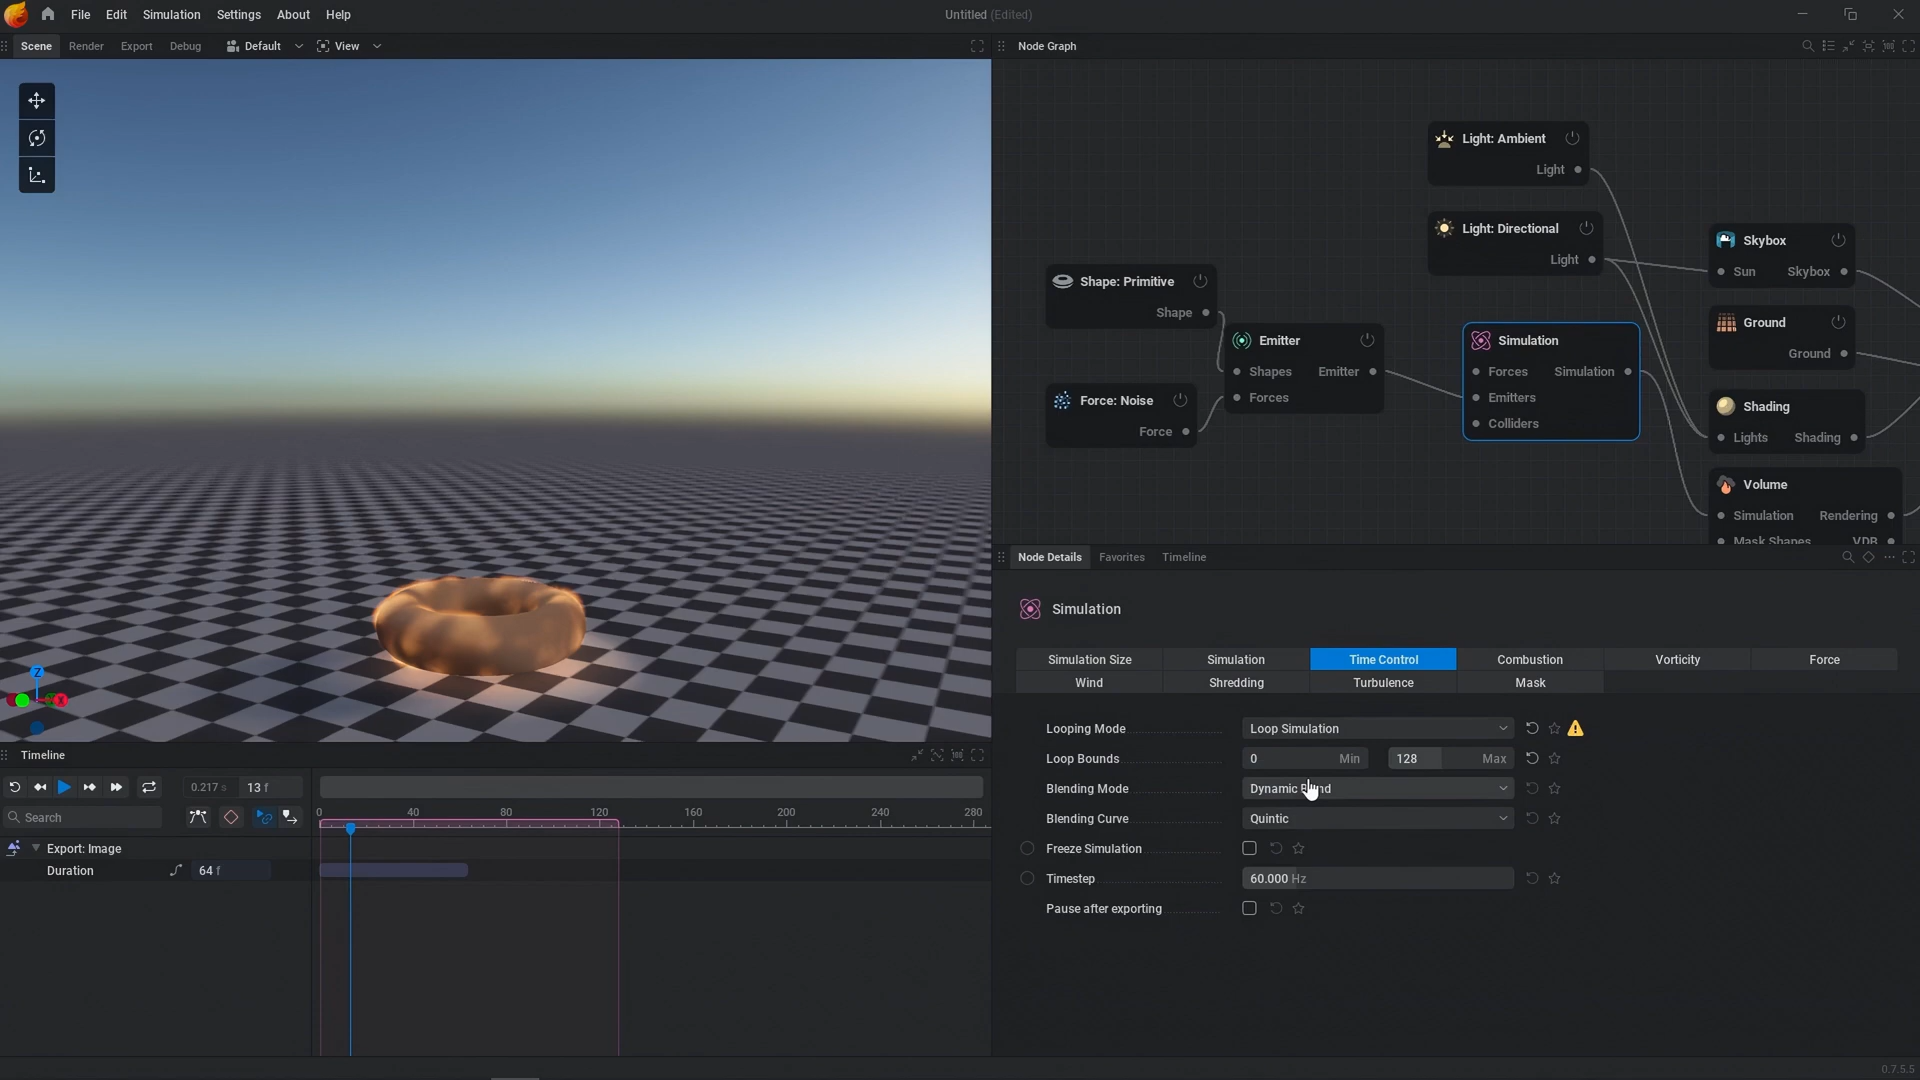 File Edit Simulation Settings About Help
Untitled (Edited)
Scene Render Export Debug Default View
Node Graph
Light: Ambient
Light
Light: Directional
Light
Skybox
Sun Skybox
Shape: Primitive
Shape
Ground
Ground
Emitter
Shapes Emitter
Forces
Simulation
Forces Simulation
Emitters
Colliders
Force: Noise
Force
Shading
Lights Shading
Volume
Simulation Rendering
Mask Shapes VDB
Node Details Favorites Timeline
Simulation
Simulation Size Simulation Time Control Combustion Vorticity Force
Wind Shredding Turbulence Mask
Looping Mode Loop Simulation
Loop Bounds 0 Min 128 Max
Blending Mode Dynamic Blend
Blending Curve Quintic
Freeze Simulation
Timestep 60.000 Hz
Pause after exporting
Z
X
Timeline
0.217 s 13 f
Search
0 40 80 120 160 200 240 280
Export: Image
Duration 64 f
0.7.5.5